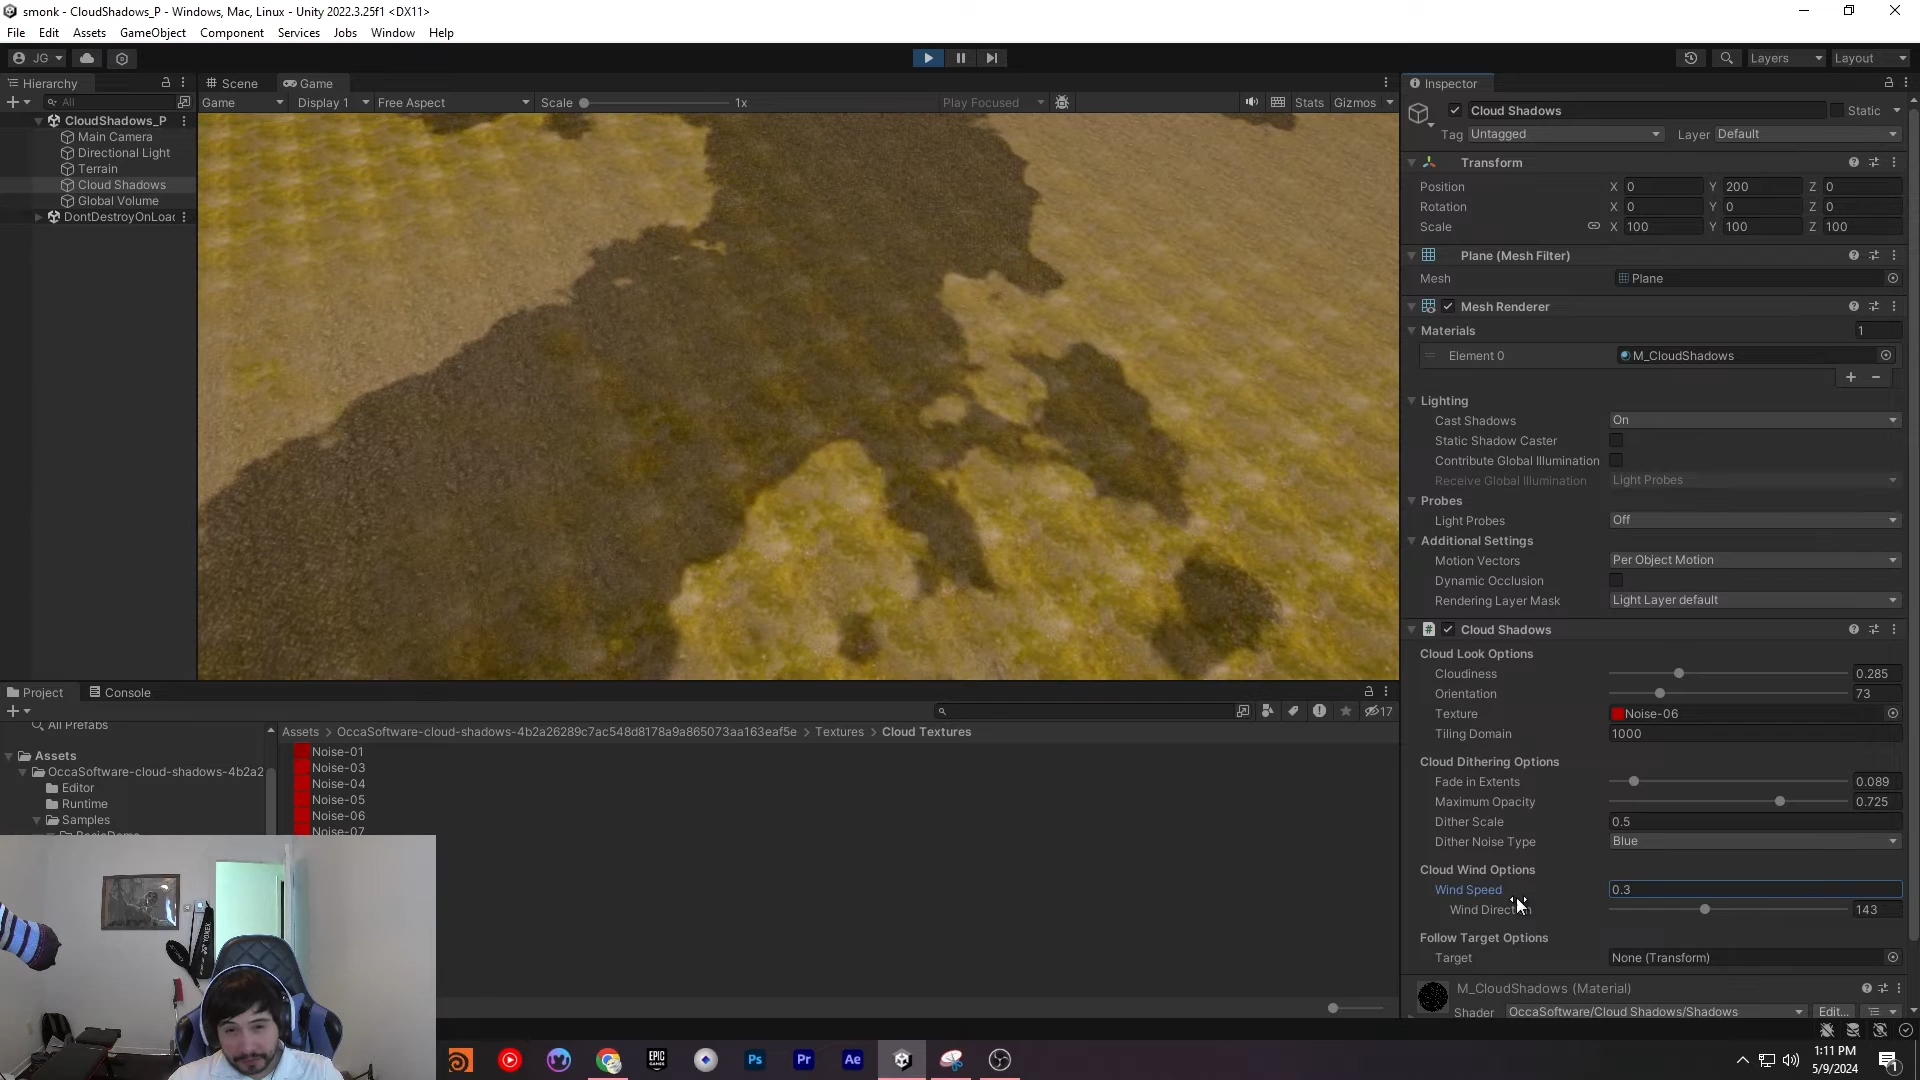 smonk - CloudShadows_P - Windows, Mac, Linux - Unity 2022.3.25f1 <DX11>
File Edit Assets GameObject Component Services Jobs Window Help
JG Layers Layout
Hierarchy Scene Game Inspector
All Game Display 1 Free Aspect Scale 1x Play Focused Stats Gizmos
CloudShadows_P
Main Camera
Directional Light
Terrain
Cloud Shadows
Global Volume
DontDestroyOnLoad
Cloud Shadows Static
Tag Untagged Layer Default
Transform
Position X 0 Y 200 Z 0
Rotation X 0 Y 0 Z 0
Scale X 100 Y 100 Z 100
Plane (Mesh Filter)
Mesh Plane
Mesh Renderer
Materials 1
Element 0 M_CloudShadows
Lighting
Cast Shadows On
Static Shadow Caster
Contribute Global Illumination
Receive Global Illumination Light Probes
Probes
Light Probes Off
Additional Settings
Motion Vectors Per Object Motion
Dynamic Occlusion
Rendering Layer Mask Light Layer default
Cloud Shadows
Cloud Look Options
Cloudiness 0.285
Orientation 73
Texture Noise-06
Tiling Domain 1000
Cloud Dithering Options
Fade in Extents 0.089
Maximum Opacity 0.725
Dither Scale 0.5
Dither Noise Type Blue
Cloud Wind Options
Wind Speed 0.3
Wind Direction 143
Follow Target Options
Target None (Transform)
M_CloudShadows (Material)
Shader OccaSoftware/Cloud Shadows/Shadows Edit...
Project Console
17
All Prefabs
Assets > OccaSoftware-cloud-shadows-4b2a26289c7ac548d8178a9a865073aa163eaf5e > Textures > Cloud Textures
Assets
OccaSoftware-cloud-shadows-4b2a2
Editor
Runtime
Samples
BasicDemo
Noise-01
Noise-03
Noise-04
Noise-05
Noise-06
Noise-07
YONEX
EPIC GAMES
Ps Pr Ae
1:11 PM
5/9/2024
1